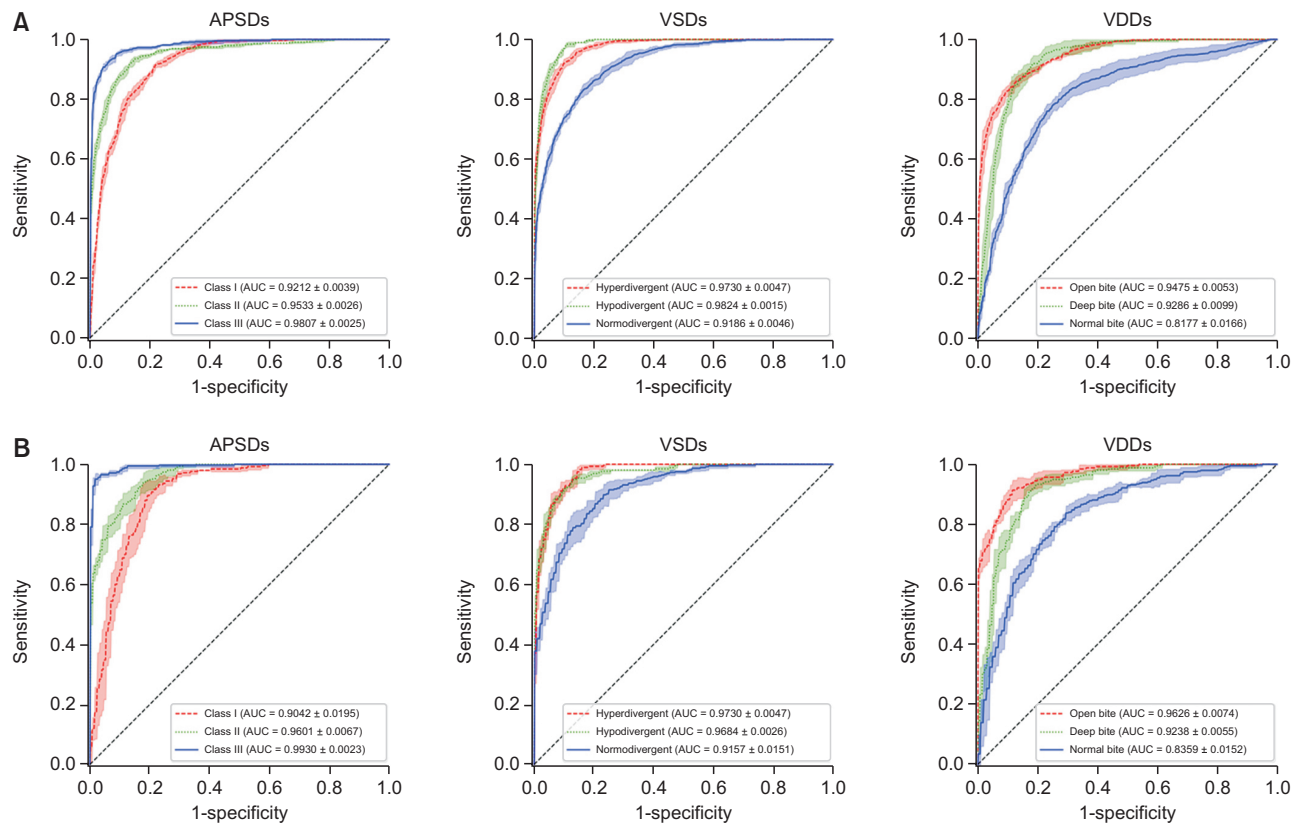 A
APSDs
VSDs
VDDs
Sensitivity
1.0
0.8
0.6
0.4
0.2
0.0
Class I (AUC = 0.9212 ± 0.0039)
Class II (AUC = 0.9533 ± 0.0026)
Class III (AUC = 0.9807 ± 0.0025)
0.0 0.2 0.4 0.6 0.8 1.0
1-specificity
Sensitivity
1.0
0.8
0.6
0.4
0.2
0.0
Hyperdivergent (AUC = 0.9730 ± 0.0047)
Hypodivergent (AUC = 0.9824 ± 0.0015)
Normodivergent (AUC = 0.9186 ± 0.0046)
0.0 0.2 0.4 0.6 0.8 1.0
1-specificity
Sensitivity
1.0
0.8
0.6
0.4
0.2
0.0
Open bite (AUC = 0.9475 ± 0.0053)
Deep bite (AUC = 0.9286 ± 0.0099)
Normal bite (AUC = 0.8177 ± 0.0166)
0.0 0.2 0.4 0.6 0.8 1.0
1-specificity
B
APSDs
VSDs
VDDs
Sensitivity
1.0
0.8
0.6
0.4
0.2
0.0
Class I (AUC = 0.9042 ± 0.0195)
Class II (AUC = 0.9601 ± 0.0067)
Class III (AUC = 0.9930 ± 0.0023)
0.0 0.2 0.4 0.6 0.8 1.0
1-specificity
Sensitivity
1.0
0.8
0.6
0.4
0.2
0.0
Hyperdivergent (AUC = 0.9730 ± 0.0047)
Hypodivergent (AUC = 0.9684 ± 0.0026)
Normodivergent (AUC = 0.9157 ± 0.0151)
0.0 0.2 0.4 0.6 0.8 1.0
1-specificity
Sensitivity
1.0
0.8
0.6
0.4
0.2
0.0
Open bite (AUC = 0.9626 ± 0.0074)
Deep bite (AUC = 0.9238 ± 0.0055)
Normal bite (AUC = 0.8359 ± 0.0152)
0.0 0.2 0.4 0.6 0.8 1.0
1-specificity